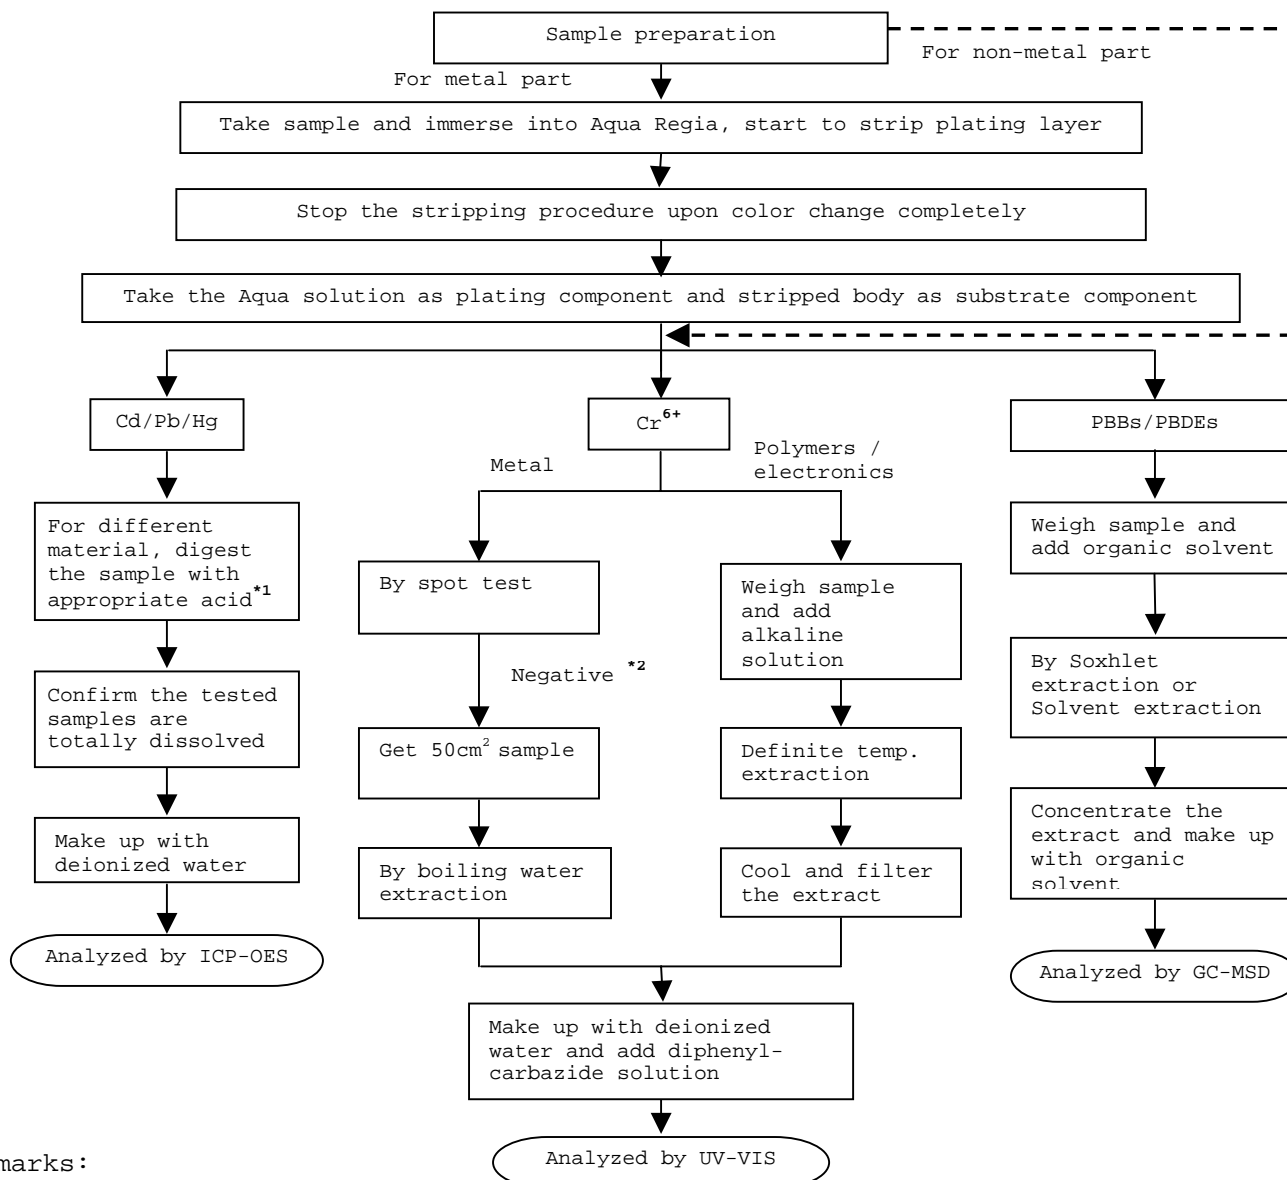 Sample preparation
For non-metal part
For metal part
Take sample and immerse into Aqua Regia, start to strip plating layer
Stop the stripping procedure upon color change completely
Take the Aqua solution as plating component and stripped body as substrate component
Cd/Pb/Hg
Cr6+
PBBs/PBDEs
Metal
Polymers /
electronics
For different
material, digest
the sample with
appropriate acid*1
Confirm the tested
samples are
totally dissolved
Make up with
deionized water
Analyzed by ICP-OES
By spot test
Negative *2
Get 50cm2 sample
By boiling water
extraction
Weigh sample
and add
alkaline
solution
Definite temp.
extraction
Cool and filter
the extract
Make up with deionized
water and add diphenyl-
carbazide solution
Analyzed by UV-VIS
Weigh sample and
add organic solvent
By Soxhlet
extraction or
Solvent extraction
Concentrate the
extract and make up
with organic
solvent
Analyzed by GC-MSD
marks: